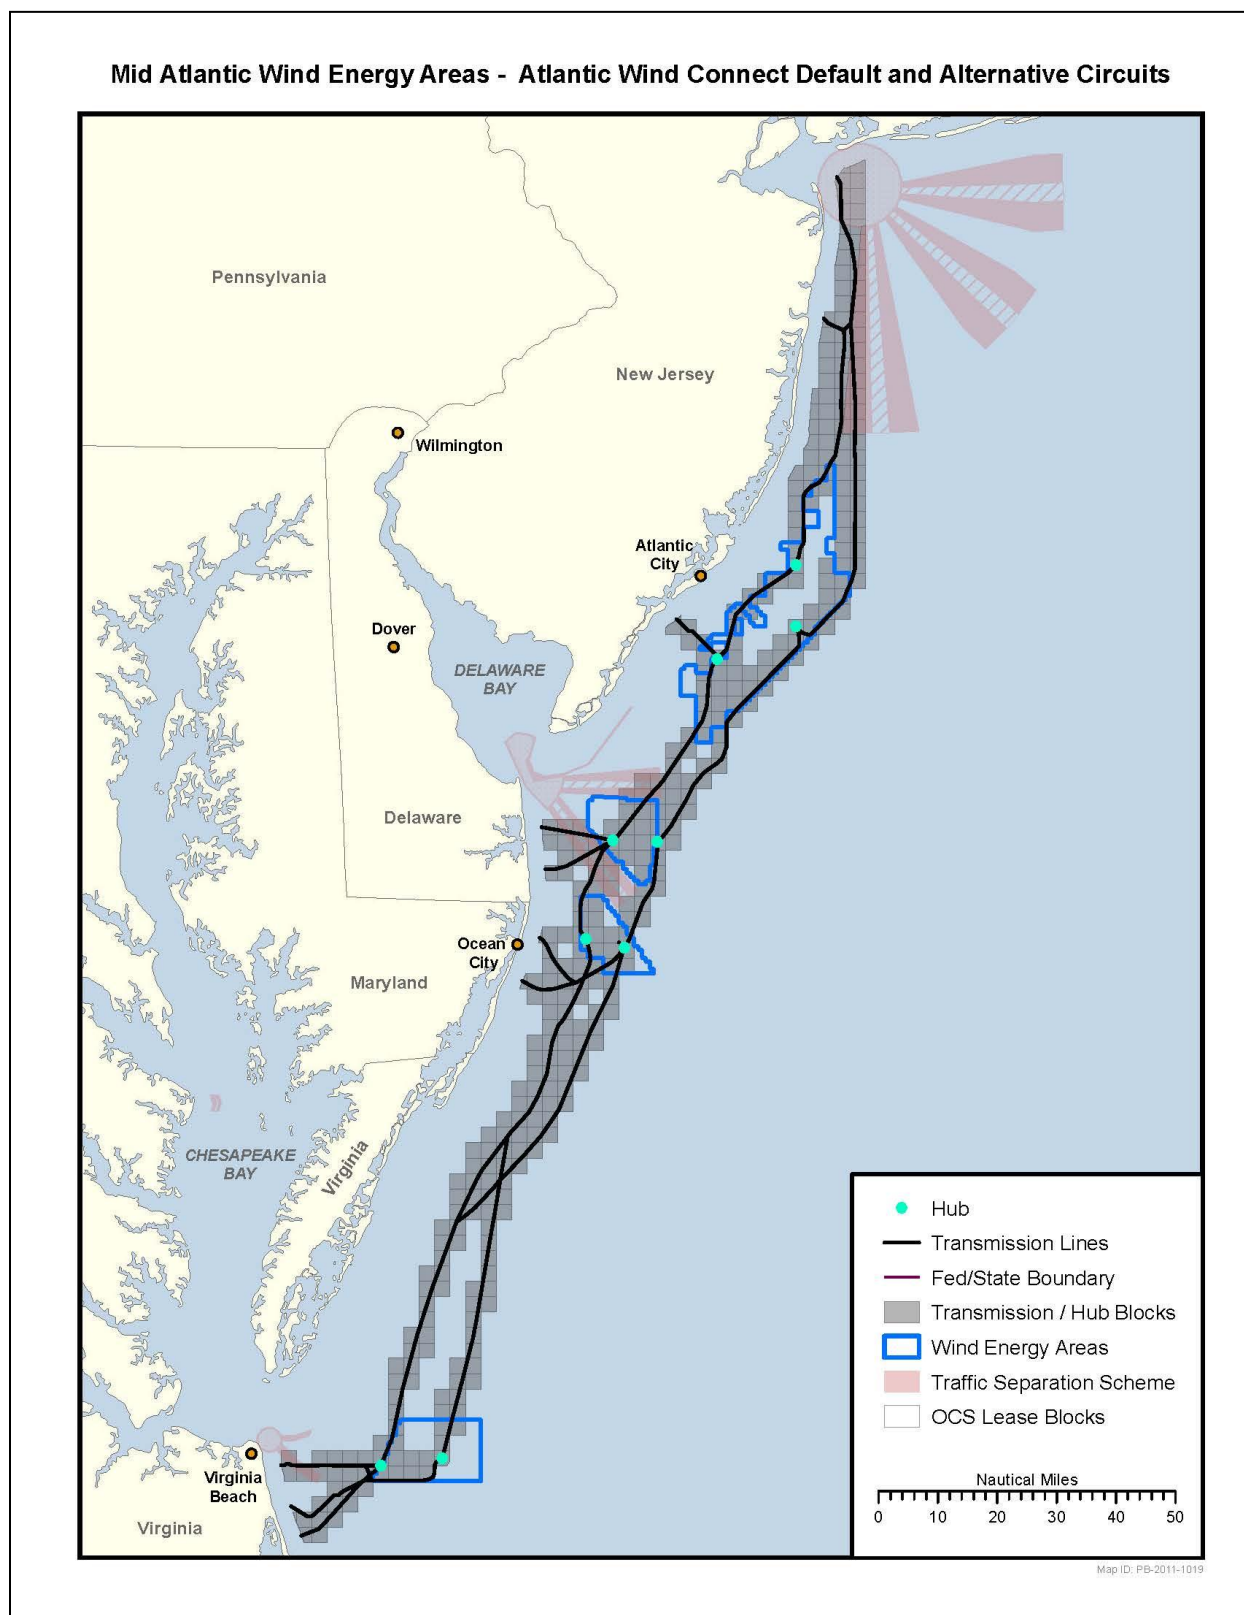 Mid Atlantic Wind Energy Areas - Atlantic Wind Connect Default and Alternative Circuits
Pennsylvania
New Jersey
Wilmington
Atlantic
City
Dover
DELAWARE
BAY
Delaware
Ocean
City
Maryland
CHESAPEAKE
BAY
Virginia
Virginia
Beach
Virginia
Hub
Transmission Lines
Fed/State Boundary
Transmission / Hub Blocks
Wind Energy Areas
Traffic Separation Scheme
OCS Lease Blocks
Nautical Miles
0 10 20 30 40 50
Map ID: PB-2011-1019